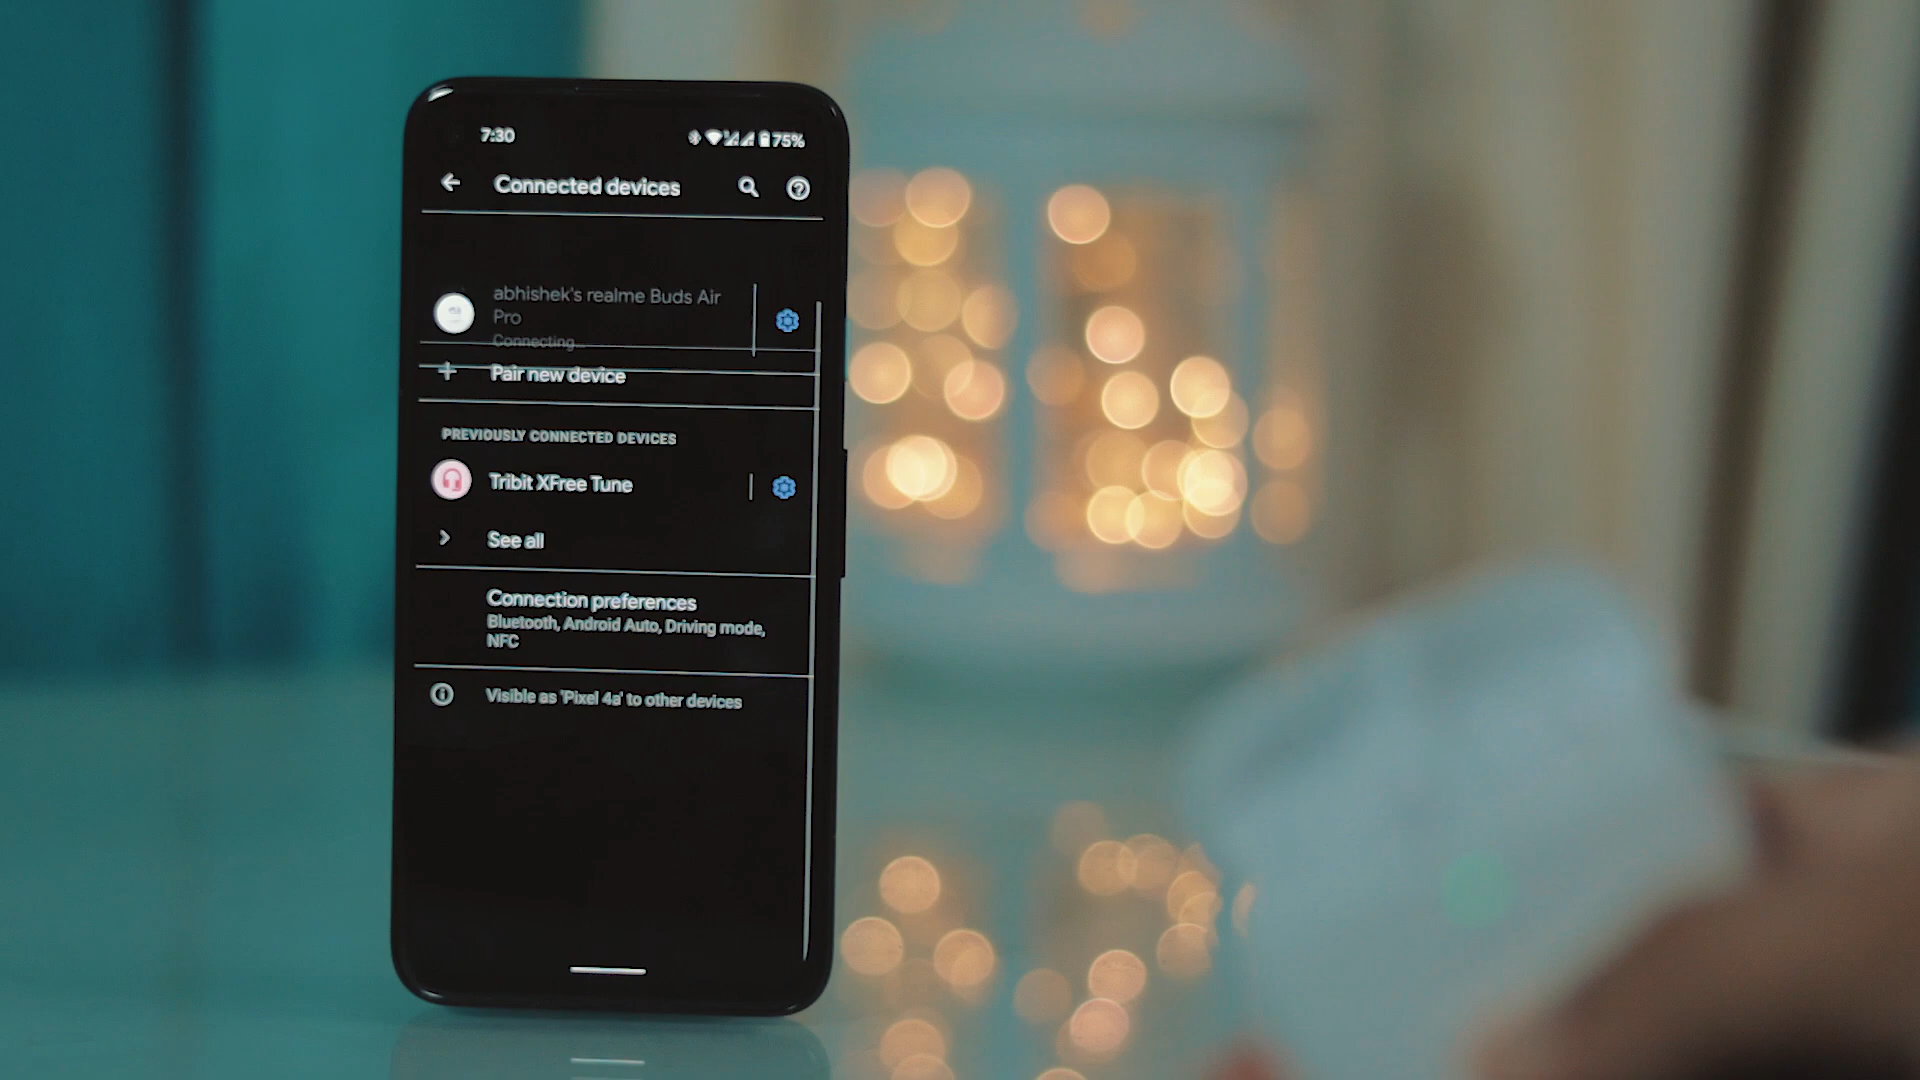 7:30 75%
Connected devices
abhishek's realme Buds Air
Pro
Connecting...
Pair new device
PREVIOUSLY CONNECTED DEVICES
Tribit XFree Tune
See all
Connection preferences
Bluetooth, Android Auto, Driving mode,
NFC
Visible as 'Pixel 4a' to other devices